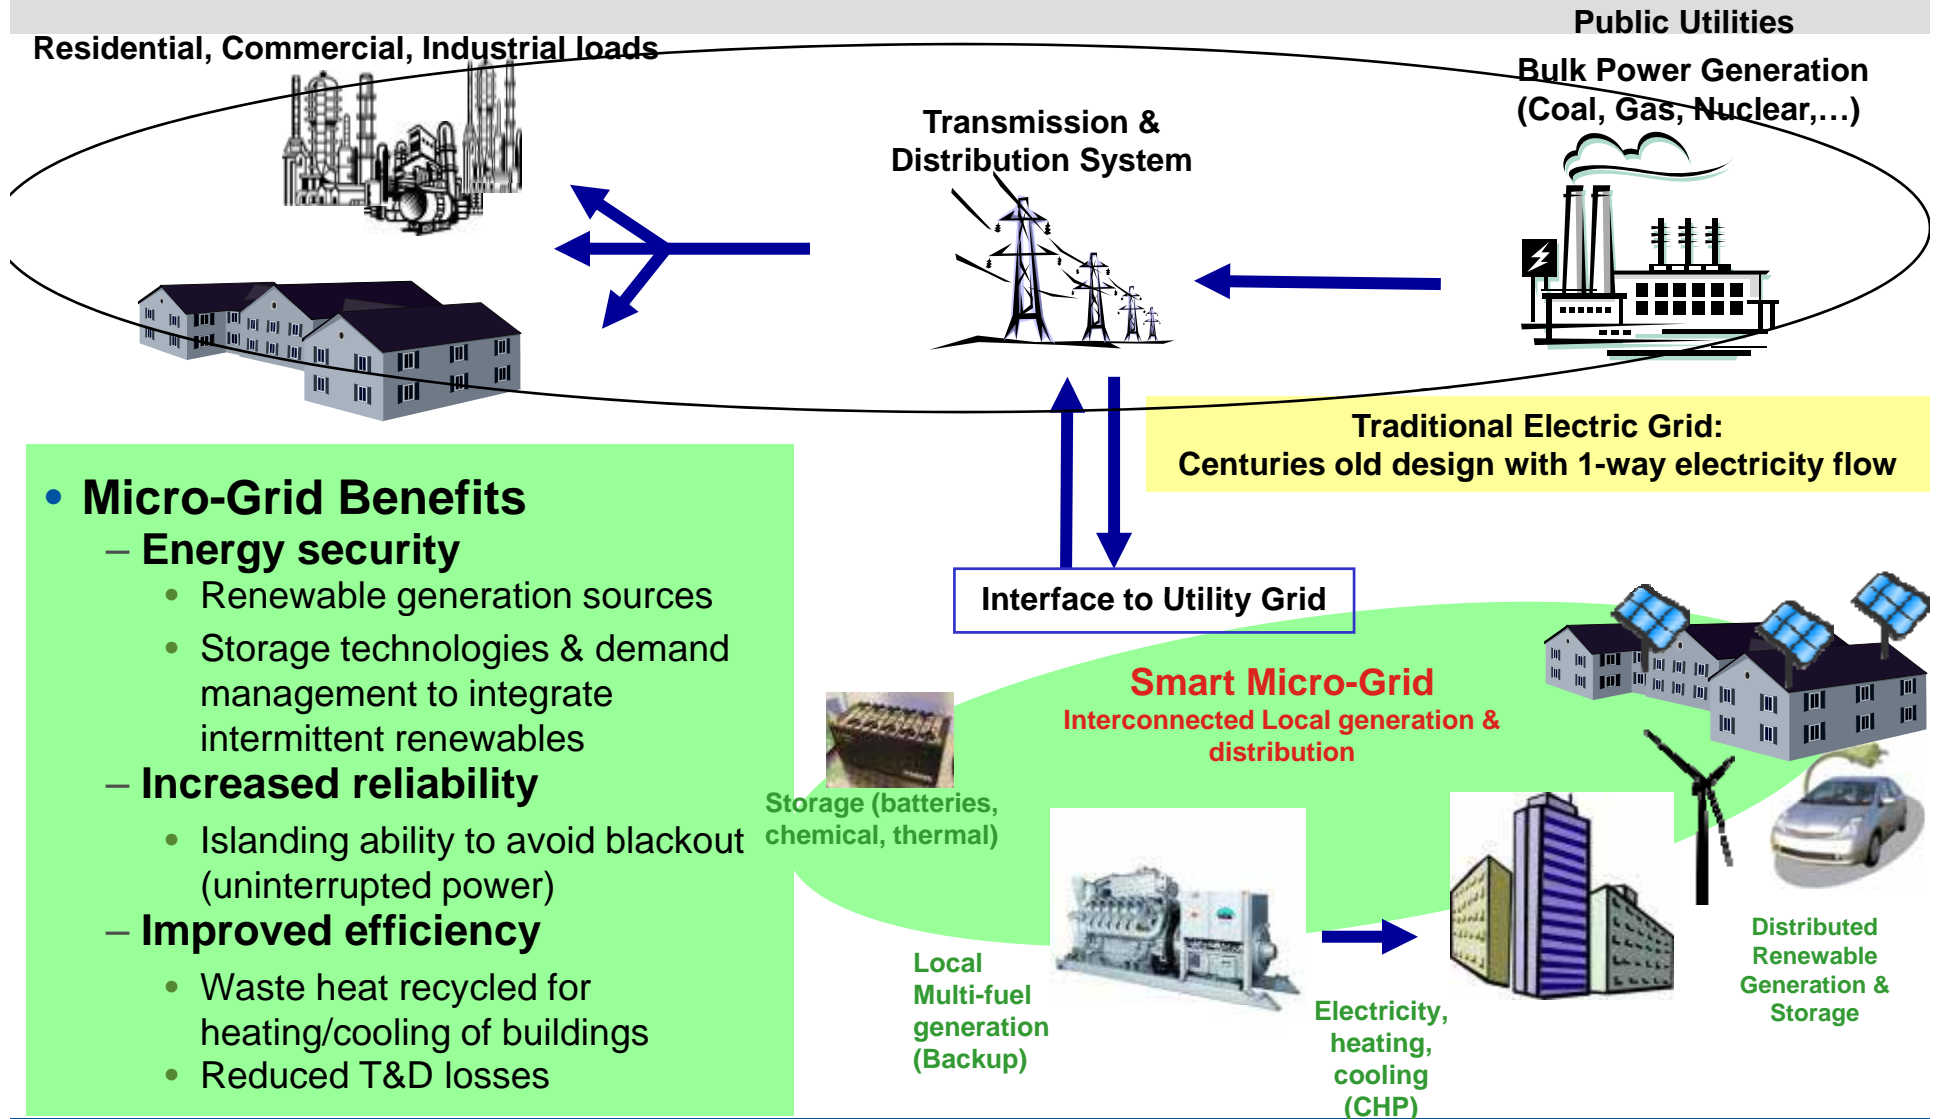 Public Utilities
Residential, Commercial, Industrial loads
Bulk Power Generation
(Coal, Gas, Nuclear,…)
Transmission &
Distribution System
Traditional Electric Grid:
Centuries old design with 1-way electricity flow
• Micro-Grid Benefits
– Energy security
• Renewable generation sources
• Storage technologies & demand
management to integrate
intermittent renewables
– Increased reliability
• Islanding ability to avoid blackout
(uninterrupted power)
– Improved efficiency
• Waste heat recycled for
heating/cooling of buildings
• Reduced T&D losses
Interface to Utility Grid
Smart Micro-Grid
Interconnected Local generation &
distribution
Storage (batteries,
chemical, thermal)
Local
Multi-fuel
generation
(Backup)
Electricity,
heating,
cooling
(CHP)
Distributed
Renewable
Generation &
Storage